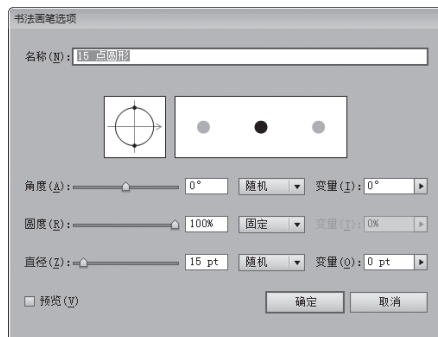 书法画笔选项
名称(N): 15 点圆形
角度(A): 0° 随机 变量(I): 0°
圆度(R): 100% 固定 变量(T): 0%
直径(Z): 15 pt 随机 变量(O): 0 pt
预览(V) 确定 取消